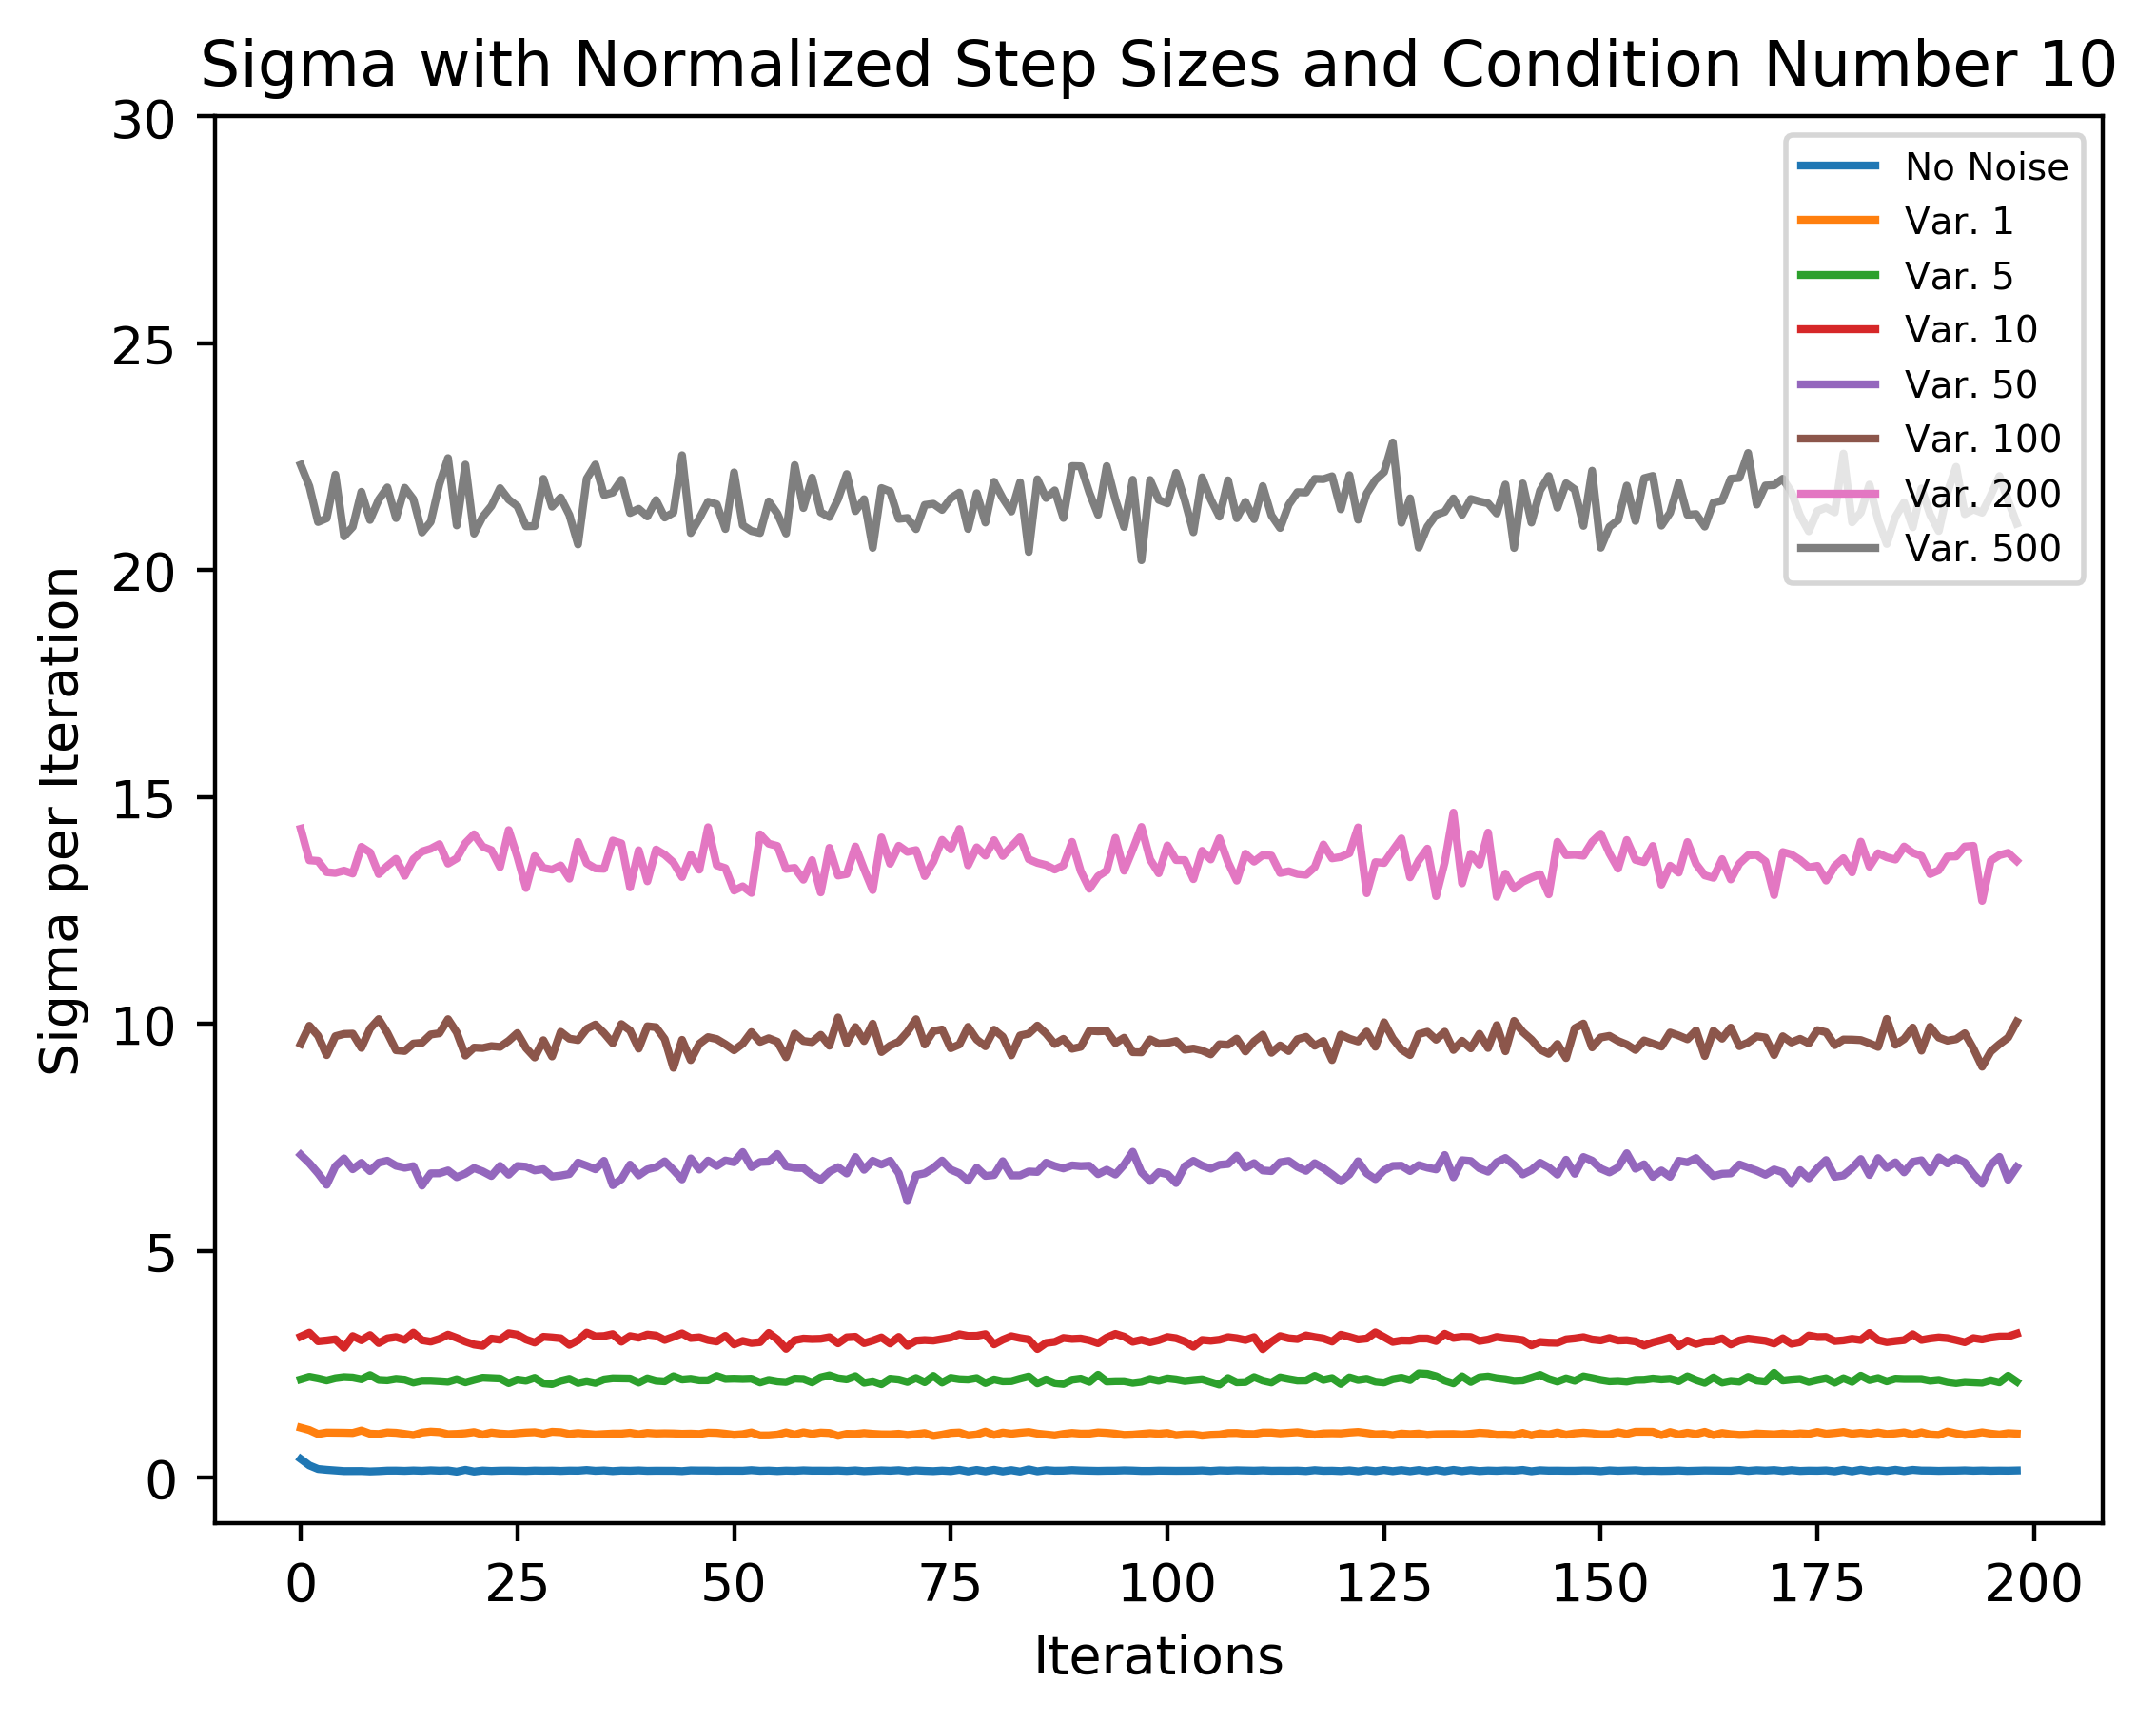 Sigma with Normalized Step Sizes and Condition Number 10
30
25
20
15
10
5
0
Sigma per Iteration
No Noise
Var. 1
Var. 5
Var. 10
Var. 50
Var. 100
Var. 200
Var. 500
0 25 50 75 100 125 150 175 200
Iterations